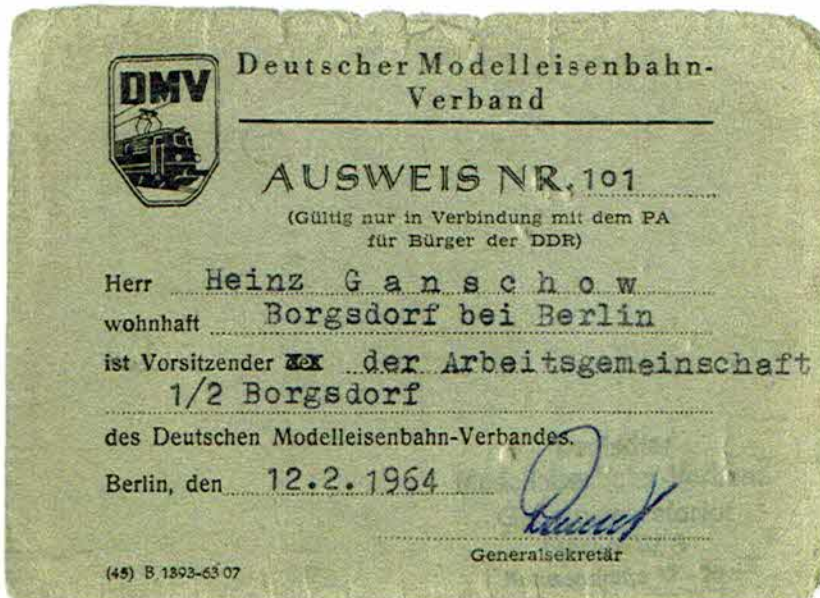 DMV
Deutscher Modelleisenbahn-
Verband
AUSWEIS NR. 101
(Gültig nur in Verbindung mit dem PA
für Bürger der DDR)
Herr Heinz Ganschow
wohnhaft Borgsdorf bei Berlin
ist Vorsitzender der Arbeitsgemeinschaft
1/2 Borgsdorf
des Deutschen Modelleisenbahn-Verbandes.
Berlin, den 12.2.1964
Generalsekretär
(45) B 1393-63 07